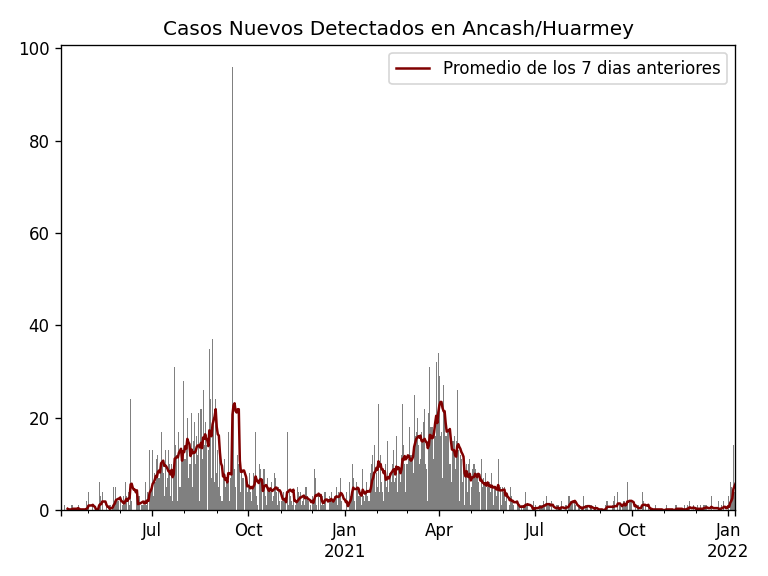 Casos Nuevos Detectados en Ancash/Huarmey
Promedio de los 7 dias anteriores
100
80
60
40
20
0
Jul Oct Jan Apr Jul Oct Jan
2021 2022